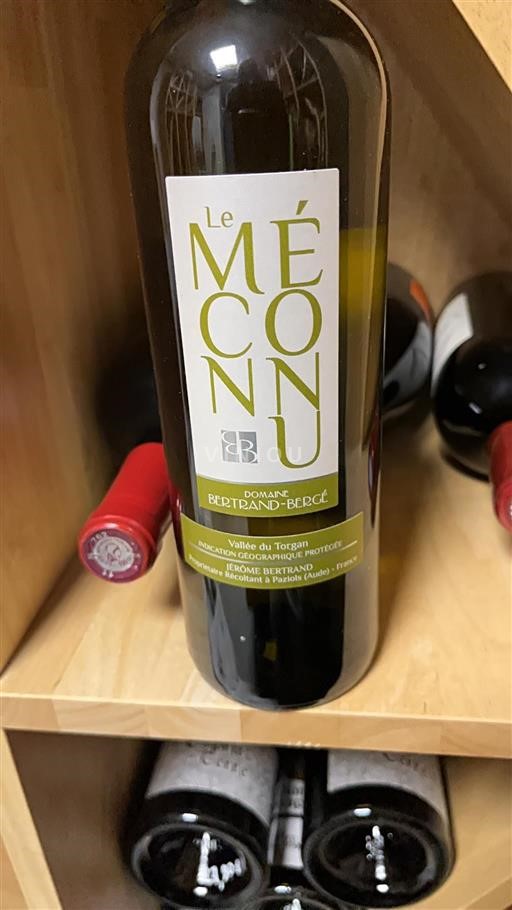 Le
MÉ
CO
NN
U
BB
DOMAINE
BERTRAND-BERGÉ
Vallée du Torgan
INDICATION GÉOGRAPHIQUE PROTÉGÉE
JÉRÔME BERTRAND
Propriétaire Récoltant à Paziols (Aude) - France